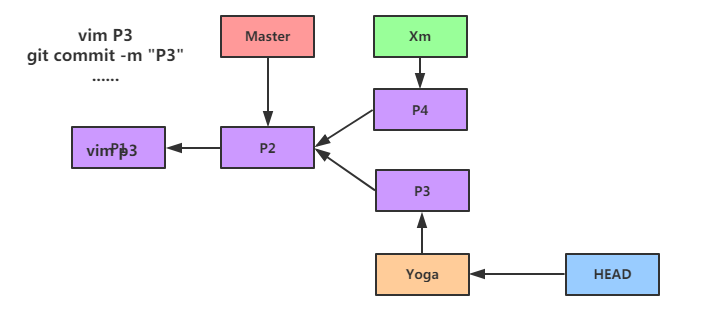 vim P3
git commit -m "P3"
......
Master
Xm
P4
P1
vim p3
P2
P3
Yoga
HEAD